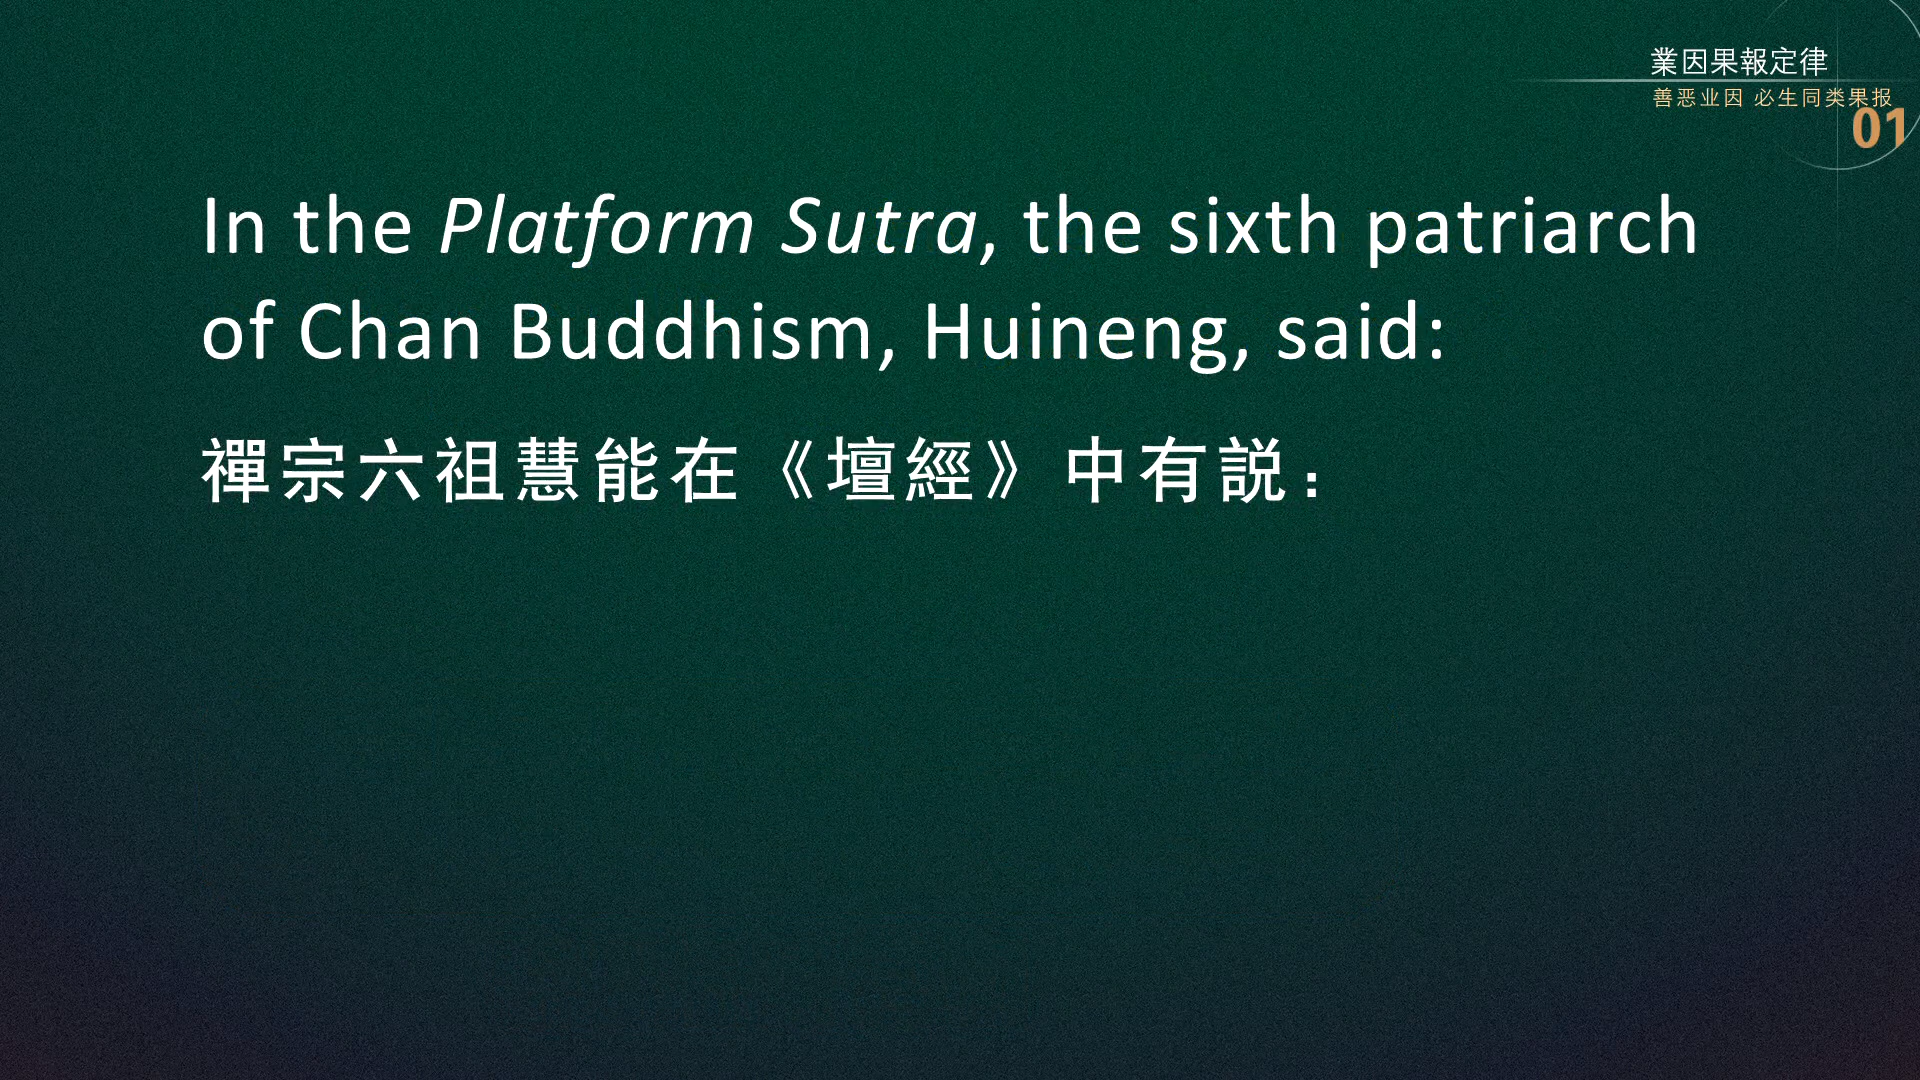 業因果報定律
善恶业因 必生同类果报
01
In the Platform Sutra, the sixth patriarch
of Chan Buddhism, Huineng, said:
禪宗六祖慧能在《壇經》中有説：